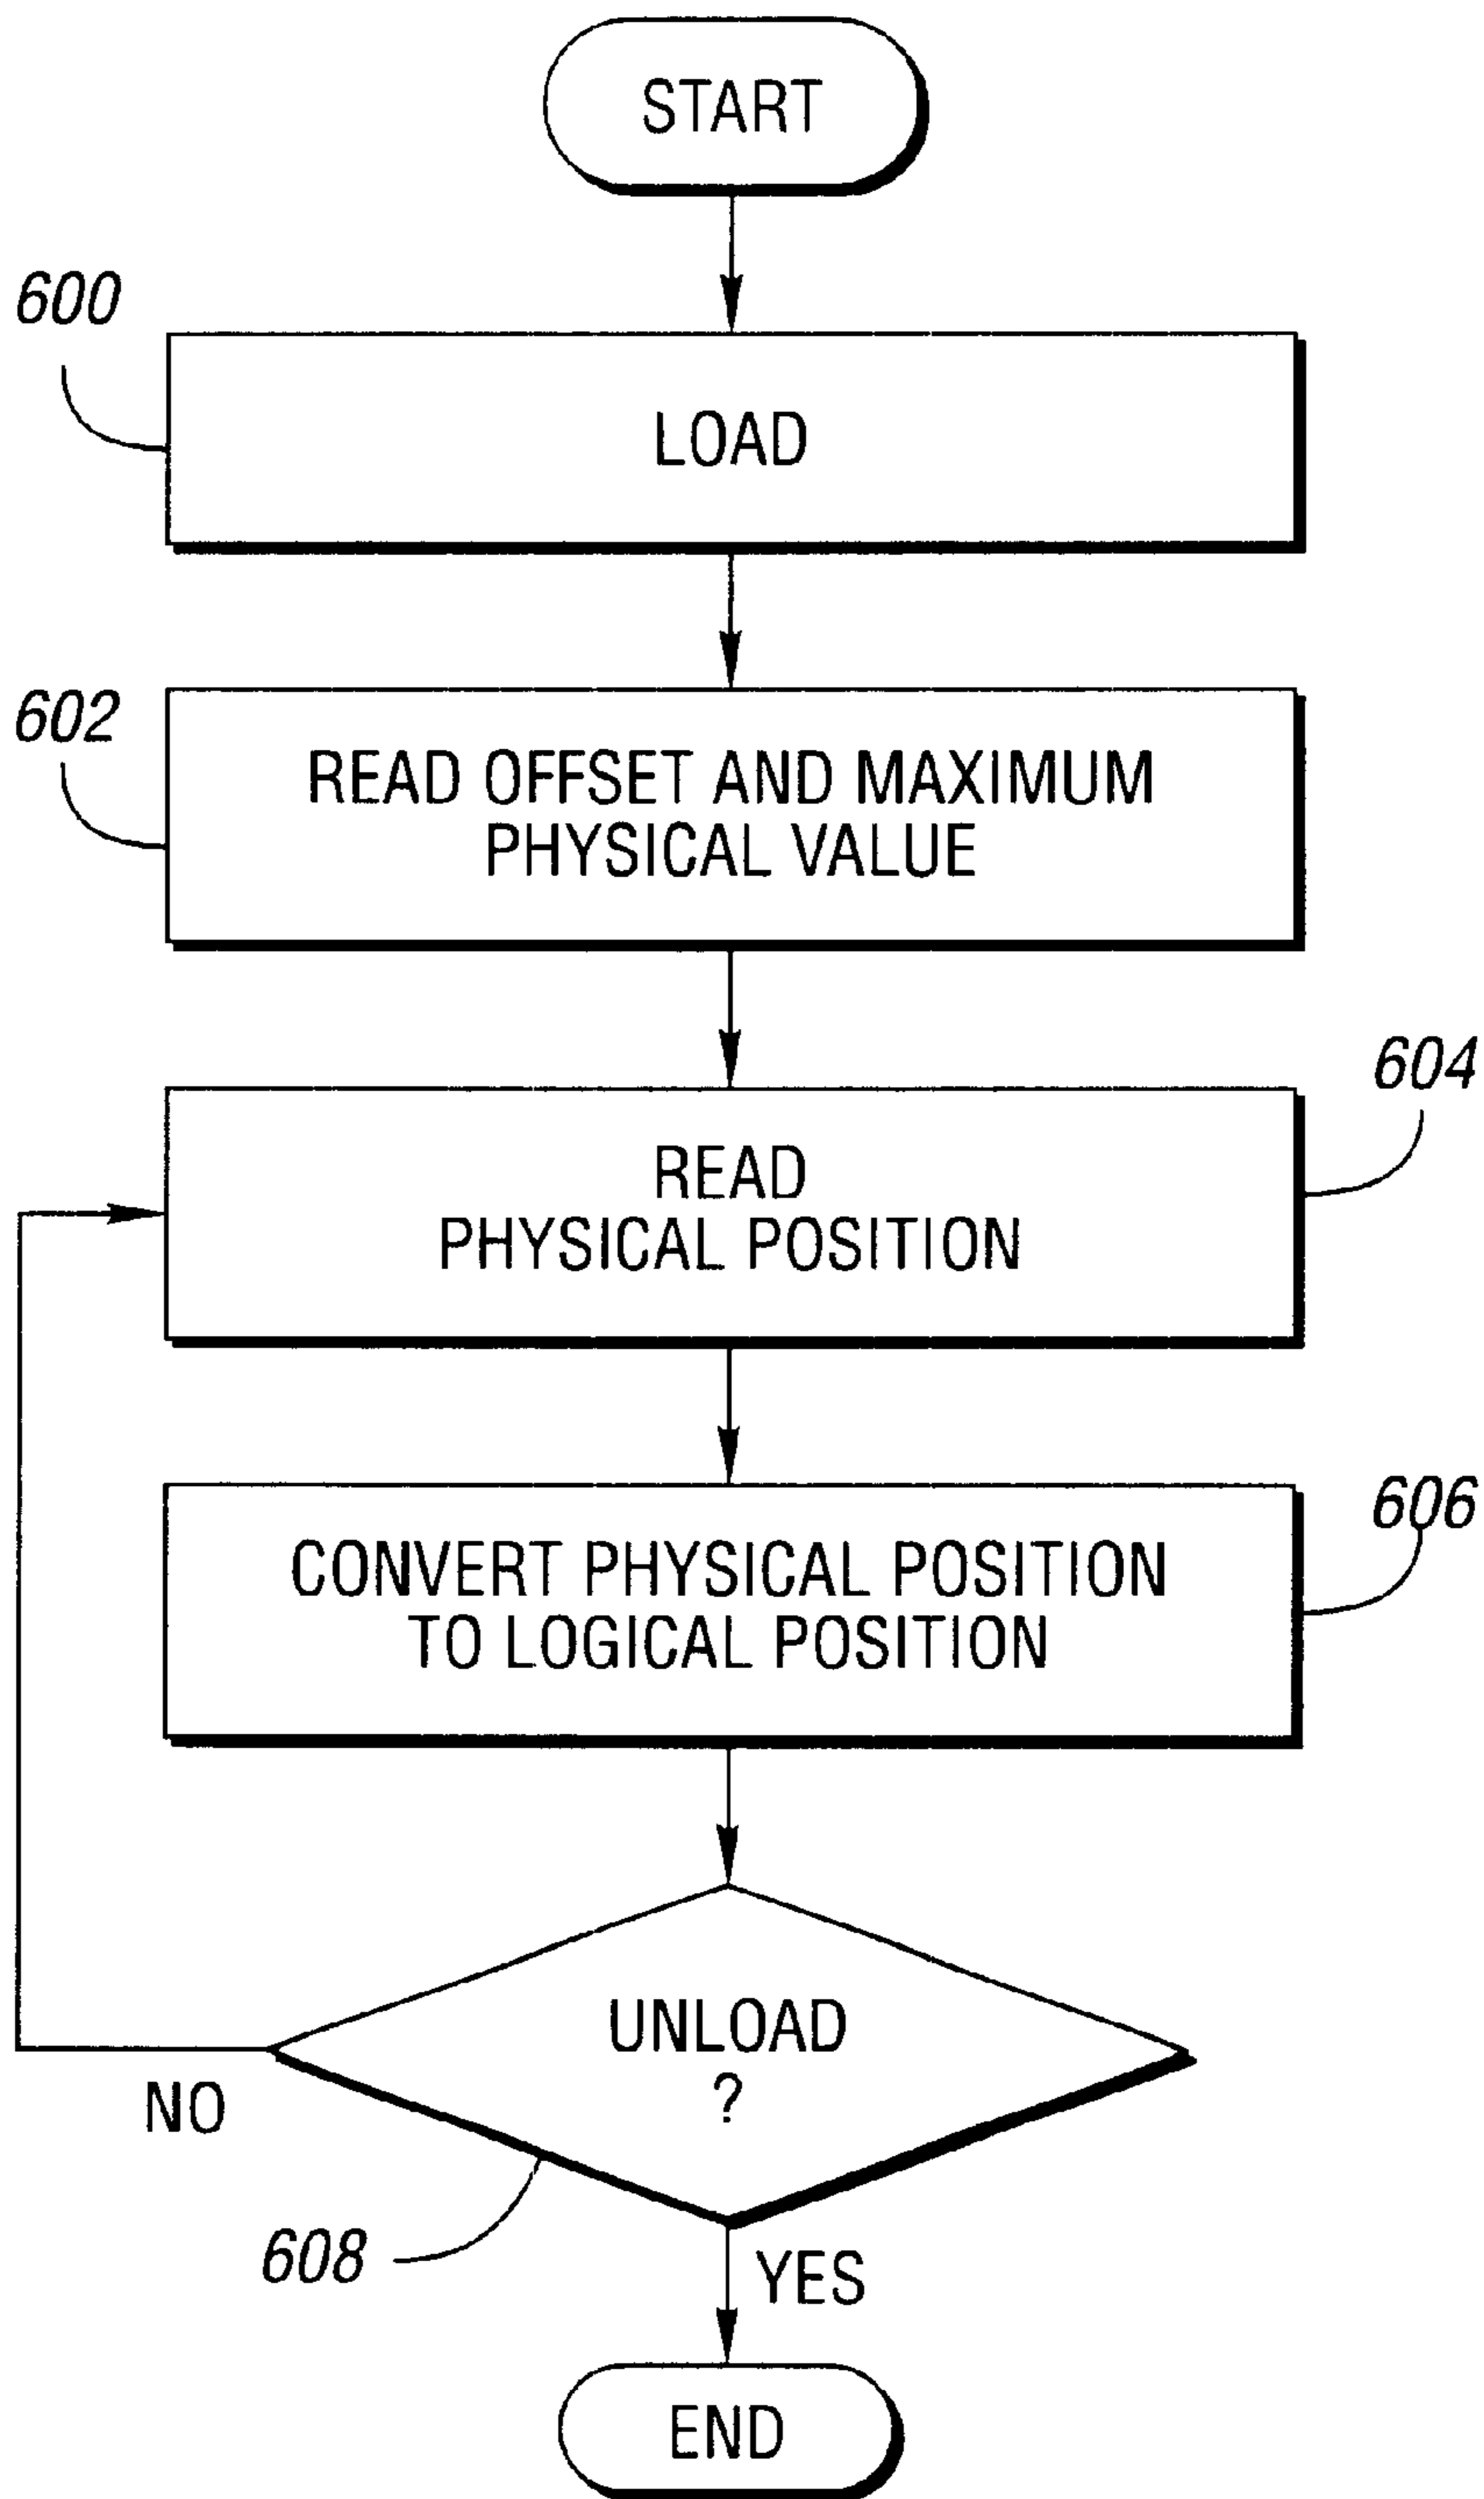 START
600
LOAD
602
READ OFFSET AND MAXIMUM
PHYSICAL VALUE
604
READ
PHYSICAL POSITION
606
CONVERT PHYSICAL POSITION
TO LOGICAL POSITION
UNLOAD
?
NO
608
YES
END